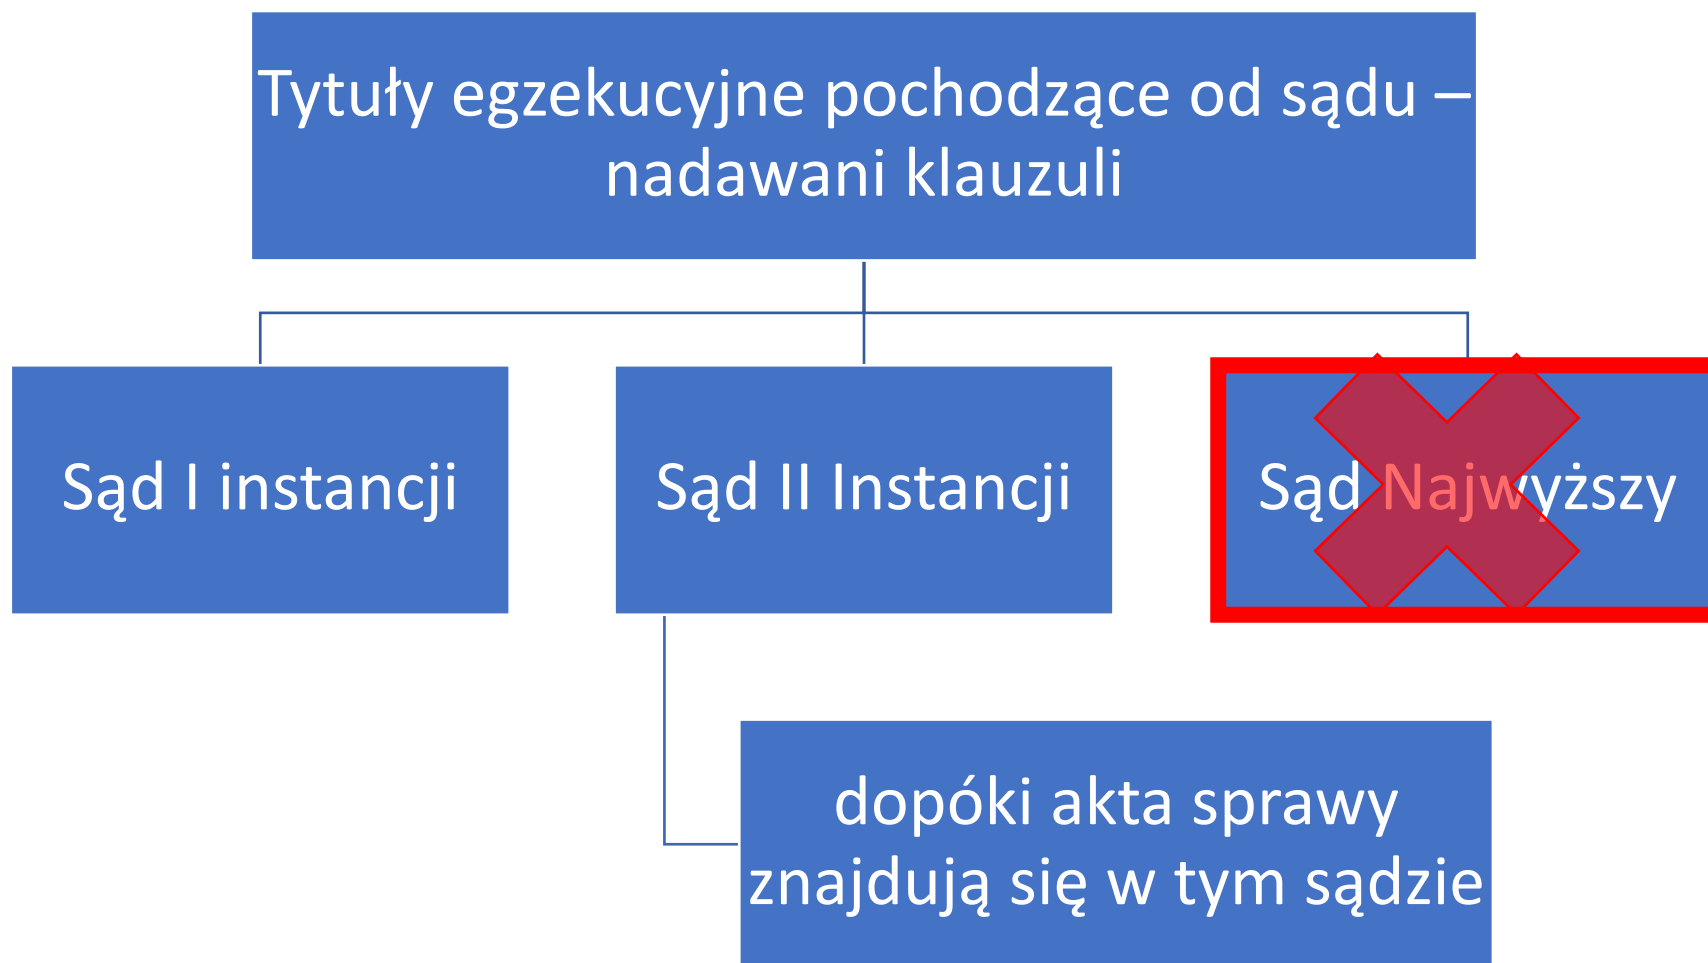 Tytuły egzekucyjne pochodzące od sądu –
nadawani klauzuli
Sąd I instancji
Sąd II Instancji
Sąd Najwyższy
dopóki akta sprawy
znajdują się w tym sądzie